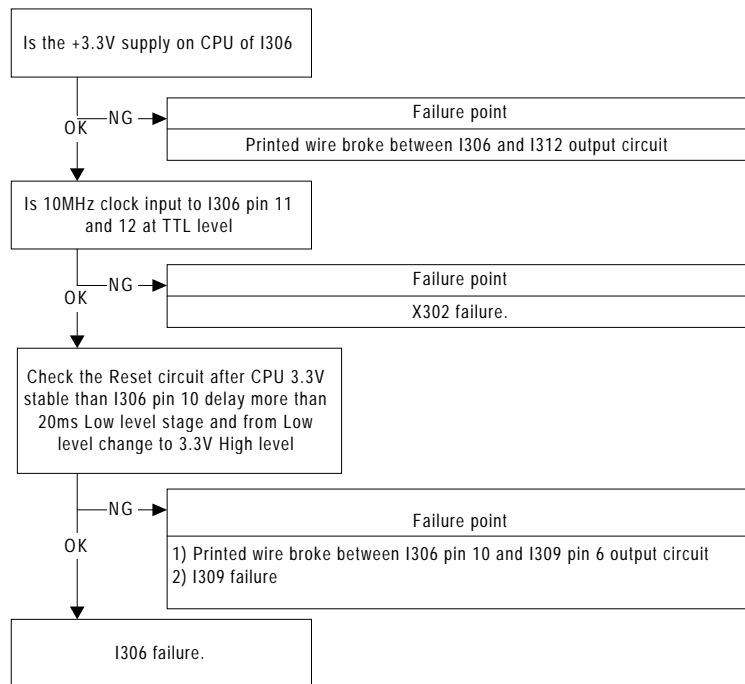 Is the +3.3V supply on CPU of I306
NG
Failure point
OK
Printed wire broke between I306 and I312 output circuit
Is 10MHz clock input to I306 pin 11
and 12 at TTL level
NG
Failure point
OK
X302 failure.
Check the Reset circuit after CPU 3.3V
stable than I306 pin 10 delay more than
20ms Low level stage and from Low
level change to 3.3V High level
NG
Failure point
OK
1) Printed wire broke between I306 pin 10 and I309 pin 6 output circuit
2) I309 failure
I306 failure.